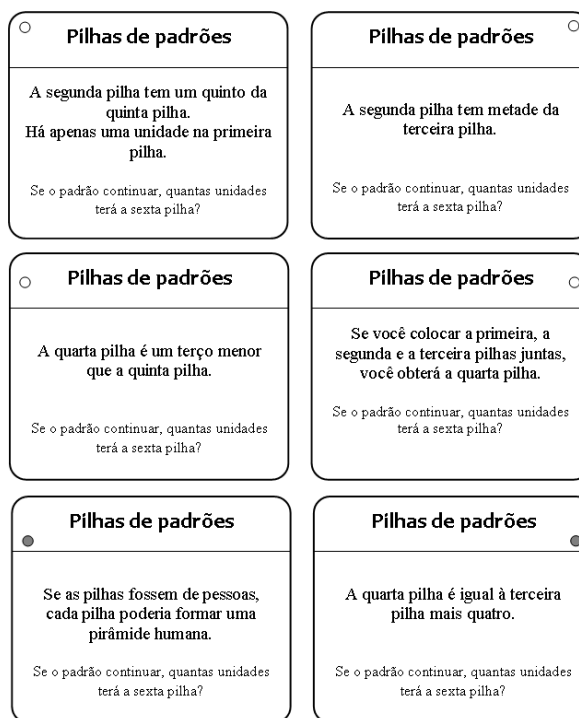 Pilhas de padrões
A segunda pilha tem um quinto da
quinta pilha.
Há apenas uma unidade na primeira
pilha.
Se o padrão continuar, quantas unidades
terá a sexta pilha?
Pilhas de padrões
A segunda pilha tem metade da
terceira pilha.
Se o padrão continuar, quantas unidades
terá a sexta pilha?
Pilhas de padrões
A quarta pilha é um terço menor
que a quinta pilha.
Se o padrão continuar, quantas unidades
terá a sexta pilha?
Pilhas de padrões
Se você colocar a primeira, a
segunda e a terceira pilhas juntas,
você obterá a quarta pilha.
Se o padrão continuar, quantas unidades
terá a sexta pilha?
Pilhas de padrões
Se as pilhas fossem de pessoas,
cada pilha poderia formar uma
pirâmide humana.
Se o padrão continuar, quantas unidades
terá a sexta pilha?
Pilhas de padrões
A quarta pilha é igual à terceira
pilha mais quatro.
Se o padrão continuar, quantas unidades
terá a sexta pilha?